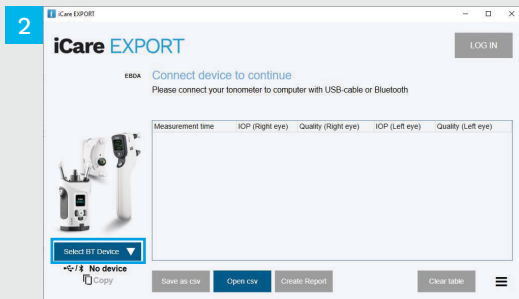 2
iCare EXPORT
iCare EXPORT
LOG IN
EBDA
Connect device to continue
Please connect your tonometer to computer with USB-cable or Bluetooth
Measurement time IOP (Right eye) Quality (Right eye) IOP (Left eye) Quality (Left eye)
Select BT Device
No device
Copy
Save as csv Open csv Create Report Clear table